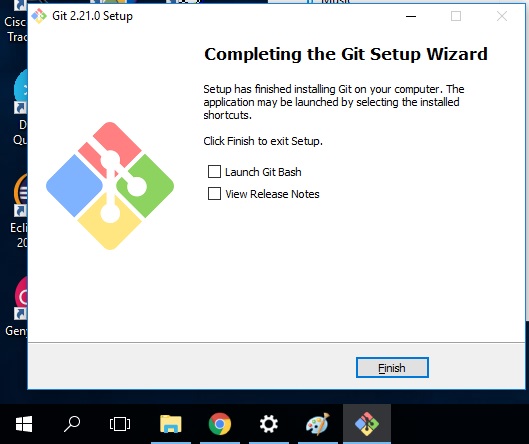 Music
Git 2.21.0 Setup
Completing the Git Setup Wizard
Setup has finished installing Git on your computer. The
application may be launched by selecting the installed
shortcuts.
Click Finish to exit Setup.
Launch Git Bash
View Release Notes
Finish
Cisc
Trac
D
Qu
Ecli
20
Geny